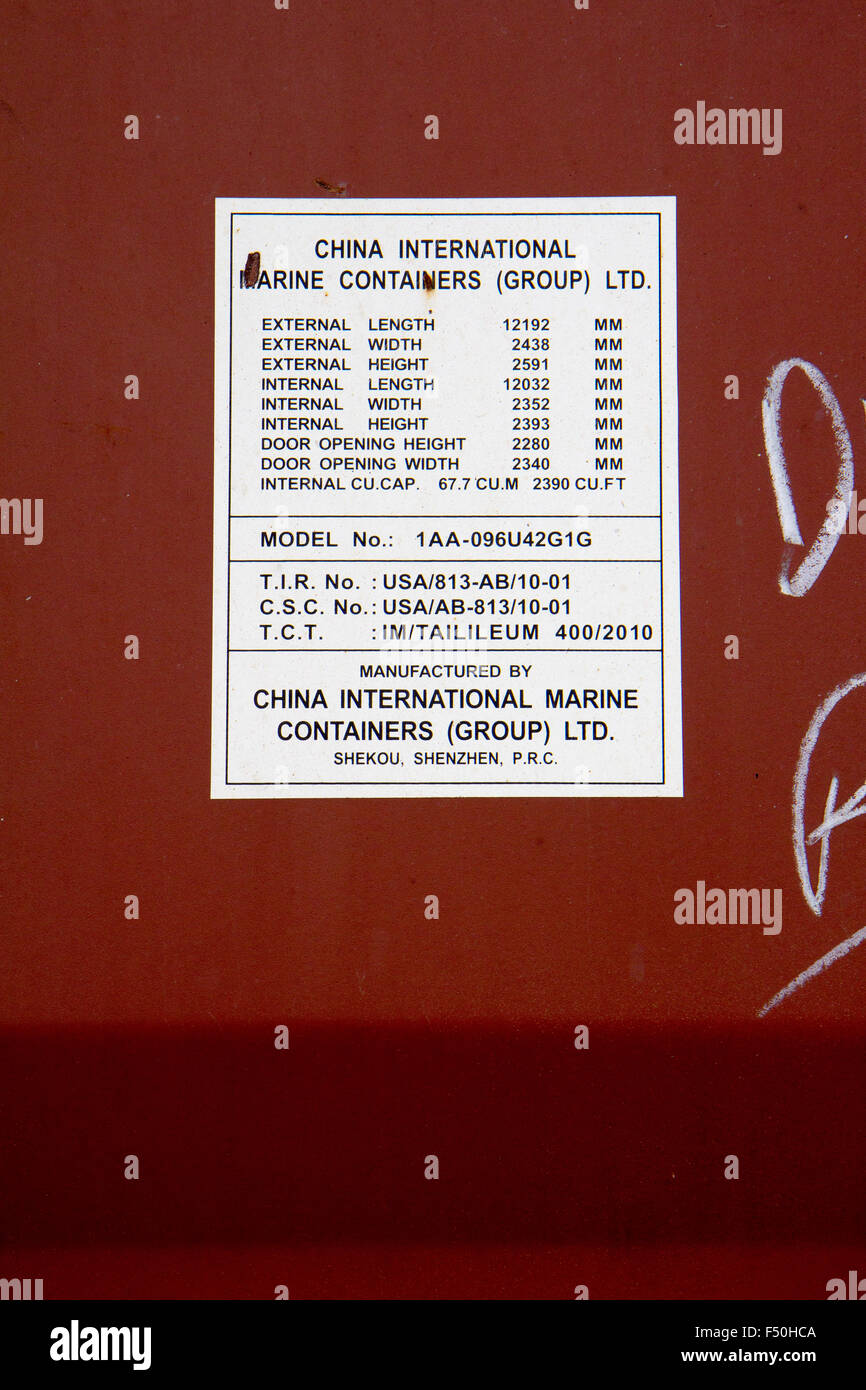 CHINA INTERNATIONAL
MARINE CONTAINERS (GROUP) LTD.
EXTERNAL LENGTH 12192 MM
EXTERNAL WIDTH 2438 MM
EXTERNAL HEIGHT 2591 MM
INTERNAL LENGTH 12032 MM
INTERNAL WIDTH 2352 MM
INTERNAL HEIGHT 2393 MM
DOOR OPENING HEIGHT 2280 MM
DOOR OPENING WIDTH 2340 MM
INTERNAL CU.CAP. 67.7 CU.M 2390 CU.FT
MODEL No.: 1AA-096U42G1G
T.I.R. No. : USA/813-AB/10-01
C.S.C. No.: USA/AB-813/10-01
T.C.T. : IM/TAILILEUM 400/2010
MANUFACTURED BY
CHINA INTERNATIONAL MARINE
CONTAINERS (GROUP) LTD.
SHEKOU, SHENZHEN, P.R.C.
alamy
alamy stock photo
Image ID: F50HCA
www.alamy.com